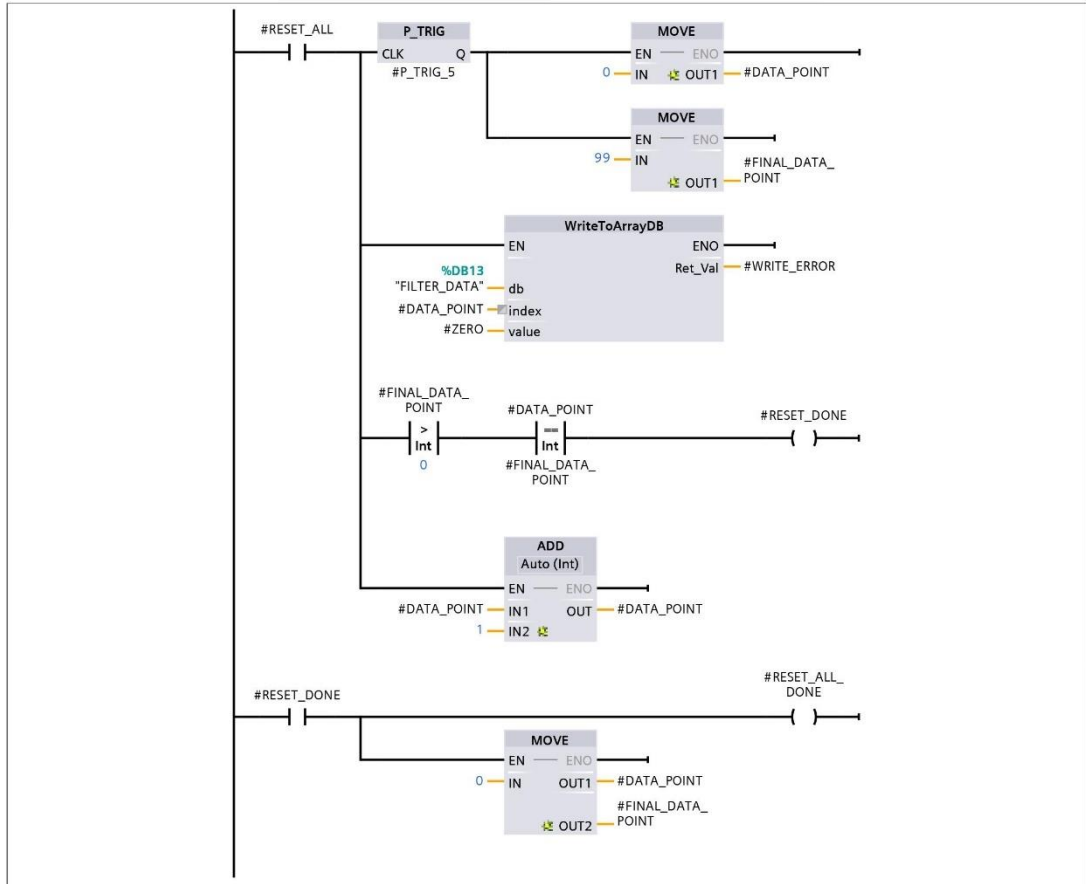 #RESET_ALL
P_TRIG
CLK Q
#P_TRIG_5
MOVE
EN ENO
0 IN OUT1 #DATA_POINT
MOVE
EN ENO
99 IN
#FINAL_DATA_
OUT1 POINT
WriteToArrayDB
EN ENO
Ret_Val #WRITE_ERROR
%DB13
"FILTER_DATA" db
#DATA_POINT index
#ZERO value
#FINAL_DATA_
POINT
>
Int
0
#DATA_POINT
==
Int
#FINAL_DATA_
POINT
#RESET_DONE
ADD
Auto (Int)
EN ENO
#DATA_POINT IN1 OUT #DATA_POINT
1 IN2
#RESET_DONE
#RESET_ALL_
DONE
MOVE
EN ENO
0 IN OUT1 #DATA_POINT
#FINAL_DATA_
OUT2 POINT